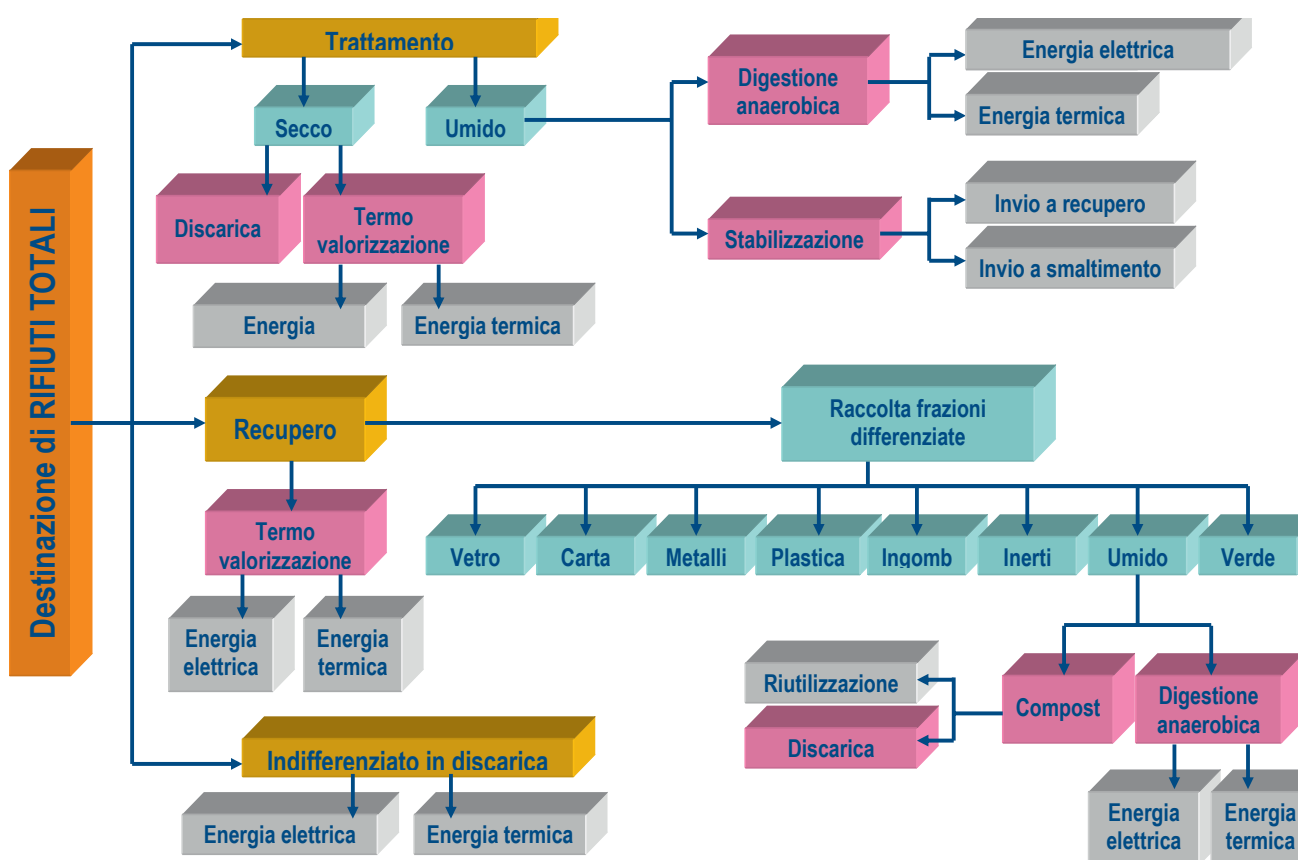 Destinazione di RIFIUTI TOTALI
Trattamento
Secco
Umido
Discarica
Termo
valorizzazione
Energia
Energia termica
Digestione
anaerobica
Energia elettrica
Energia termica
Stabilizzazione
Invio a recupero
Invio a smaltimento
Recupero
Termo
valorizzazione
Energia
elettrica
Energia
termica
Raccolta frazioni
differenziate
Vetro
Carta
Metalli
Plastica
Ingomb
Inerti
Umido
Verde
Compost
Riutilizzazione
Discarica
Digestione
anaerobica
Energia
elettrica
Energia
termica
Indifferenziato in discarica
Energia elettrica
Energia termica